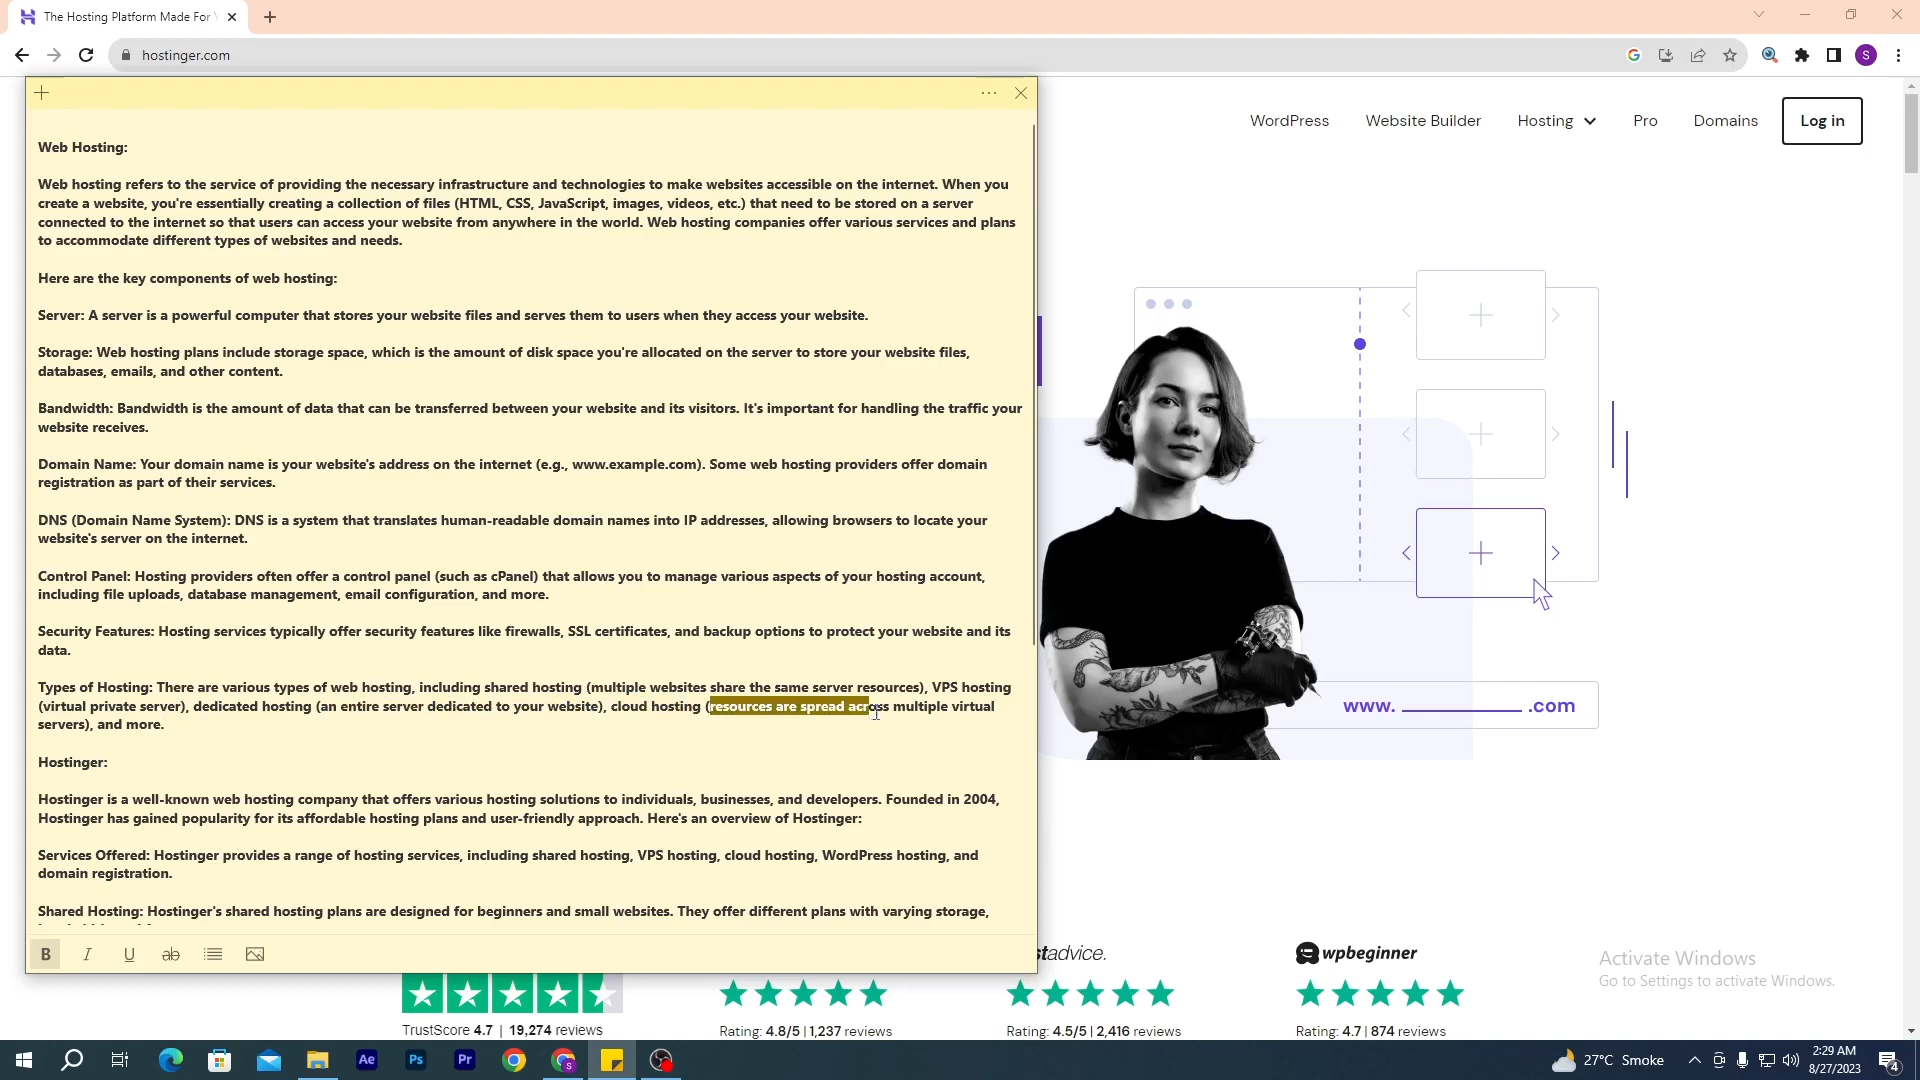 The Hosting Platform Made For
hostinger.com
S
WordPress
Website Builder
Hosting
Pro
Domains
Log in
Web Hosting:
Web hosting refers to the service of providing the necessary infrastructure and technologies to make websites accessible on the internet. When you
create a website, you're essentially creating a collection of files (HTML, CSS, JavaScript, images, videos, etc.) that need to be stored on a server
connected to the internet so that users can access your website from anywhere in the world. Web hosting companies offer various services and plans
to accommodate different types of websites and needs.
Here are the key components of web hosting:
Server: A server is a powerful computer that stores your website files and serves them to users when they access your website.
Storage: Web hosting plans include storage space, which is the amount of disk space you're allocated on the server to store your website files,
databases, emails, and other content.
Bandwidth: Bandwidth is the amount of data that can be transferred between your website and its visitors. It's important for handling the traffic your
website receives.
Domain Name: Your domain name is your website's address on the internet (e.g., www.example.com). Some web hosting providers offer domain
registration as part of their services.
DNS (Domain Name System): DNS is a system that translates human-readable domain names into IP addresses, allowing browsers to locate your
website's server on the internet.
Control Panel: Hosting providers often offer a control panel (such as cPanel) that allows you to manage various aspects of your hosting account,
including file uploads, database management, email configuration, and more.
Security Features: Hosting services typically offer security features like firewalls, SSL certificates, and backup options to protect your website and its
data.
Types of Hosting: There are various types of web hosting, including shared hosting (multiple websites share the same server resources), VPS hosting
(virtual private server), dedicated hosting (an entire server dedicated to your website), cloud hosting (resources are spread across multiple virtual
servers), and more.
Hostinger:
Hostinger is a well-known web hosting company that offers various hosting solutions to individuals, businesses, and developers. Founded in 2004,
Hostinger has gained popularity for its affordable hosting plans and user-friendly approach. Here's an overview of Hostinger:
Services Offered: Hostinger provides a range of hosting services, including shared hosting, VPS hosting, cloud hosting, WordPress hosting, and
domain registration.
Shared Hosting: Hostinger's shared hosting plans are designed for beginners and small websites. They offer different plans with varying storage,
B I U ab
www. ________ .com
stadvice.
wpbeginner
TrustScore 4.7 | 19,274 reviews
Rating: 4.8/5 | 1,237 reviews
Rating: 4.5/5 | 2,416 reviews
Rating: 4.7 | 874 reviews
Activate Windows
Go to Settings to activate Windows.
Ae
Ps
Pr
S
27°C Smoke
2:29 AM
8/27/2023
4